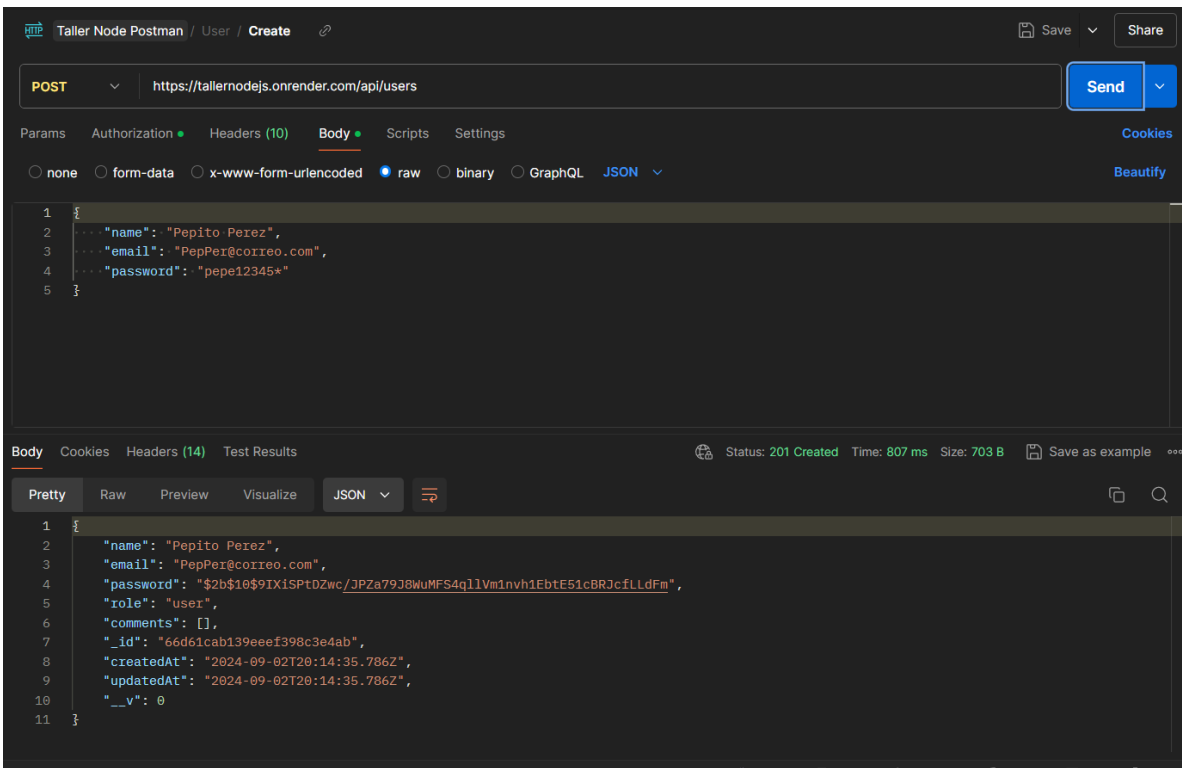 HTTP Taller Node Postman / User / Create Save Share
POST https://tallernodejs.onrender.com/api/users Send
Params Authorization Headers (10) Body Scripts Settings Cookies
none form-data x-www-form-urlencoded raw binary GraphQL JSON Beautify
1 {
2 "name": "Pepito Perez",
3 "email": "PepPer@correo.com",
4 "password": "pepe12345*"
5 }
Body Cookies Headers (14) Test Results Status: 201 Created Time: 807 ms Size: 703 B Save as example
Pretty Raw Preview Visualize JSON
1 {
2 "name": "Pepito Perez",
3 "email": "PepPer@correo.com",
4 "password": "$2b$10$9IXiSPtDZwc/JPZa79J8WuMFS4qllVm1nvh1EbtE51cBRJcfLLdFm",
5 "role": "user",
6 "comments": [],
7 "_id": "66d61cab139eeef398c3e4ab",
8 "createdAt": "2024-09-02T20:14:35.786Z",
9 "updatedAt": "2024-09-02T20:14:35.786Z",
10 "__v": 0
11 }